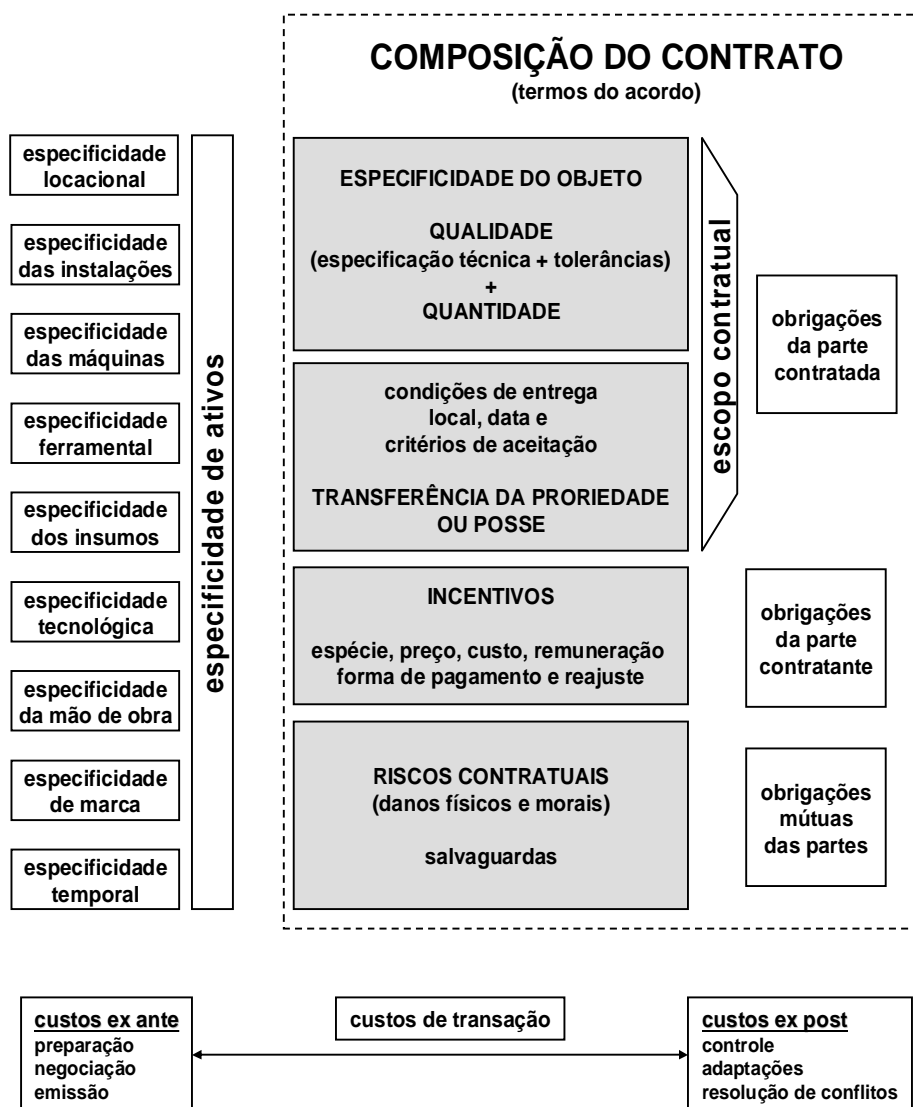 COMPOSIÇÃO DO CONTRATO
(termos do acordo)
especificidade
locacional
especificidade
das instalações
especificidade
das máquinas
especificidade
ferramental
especificidade
dos insumos
especificidade
tecnológica
especificidade
da mão de obra
especificidade
de marca
especificidade
temporal
especificidade de ativos
ESPECIFICIDADE DO OBJETO
QUALIDADE
(especificação técnica + tolerâncias)
+
QUANTIDADE
condições de entrega
local, data e
critérios de aceitação
TRANSFERÊNCIA DA PRORIEDADE
OU POSSE
escopo contratual
obrigações
da parte
contratada
INCENTIVOS
espécie, preço, custo, remuneração
forma de pagamento e reajuste
obrigações
da parte
contratante
RISCOS CONTRATUAIS
(danos físicos e morais)
salvaguardas
obrigações
mútuas
das partes
custos ex ante
preparação
negociação
emissão
custos de transação
custos ex post
controle
adaptações
resolução de conflitos